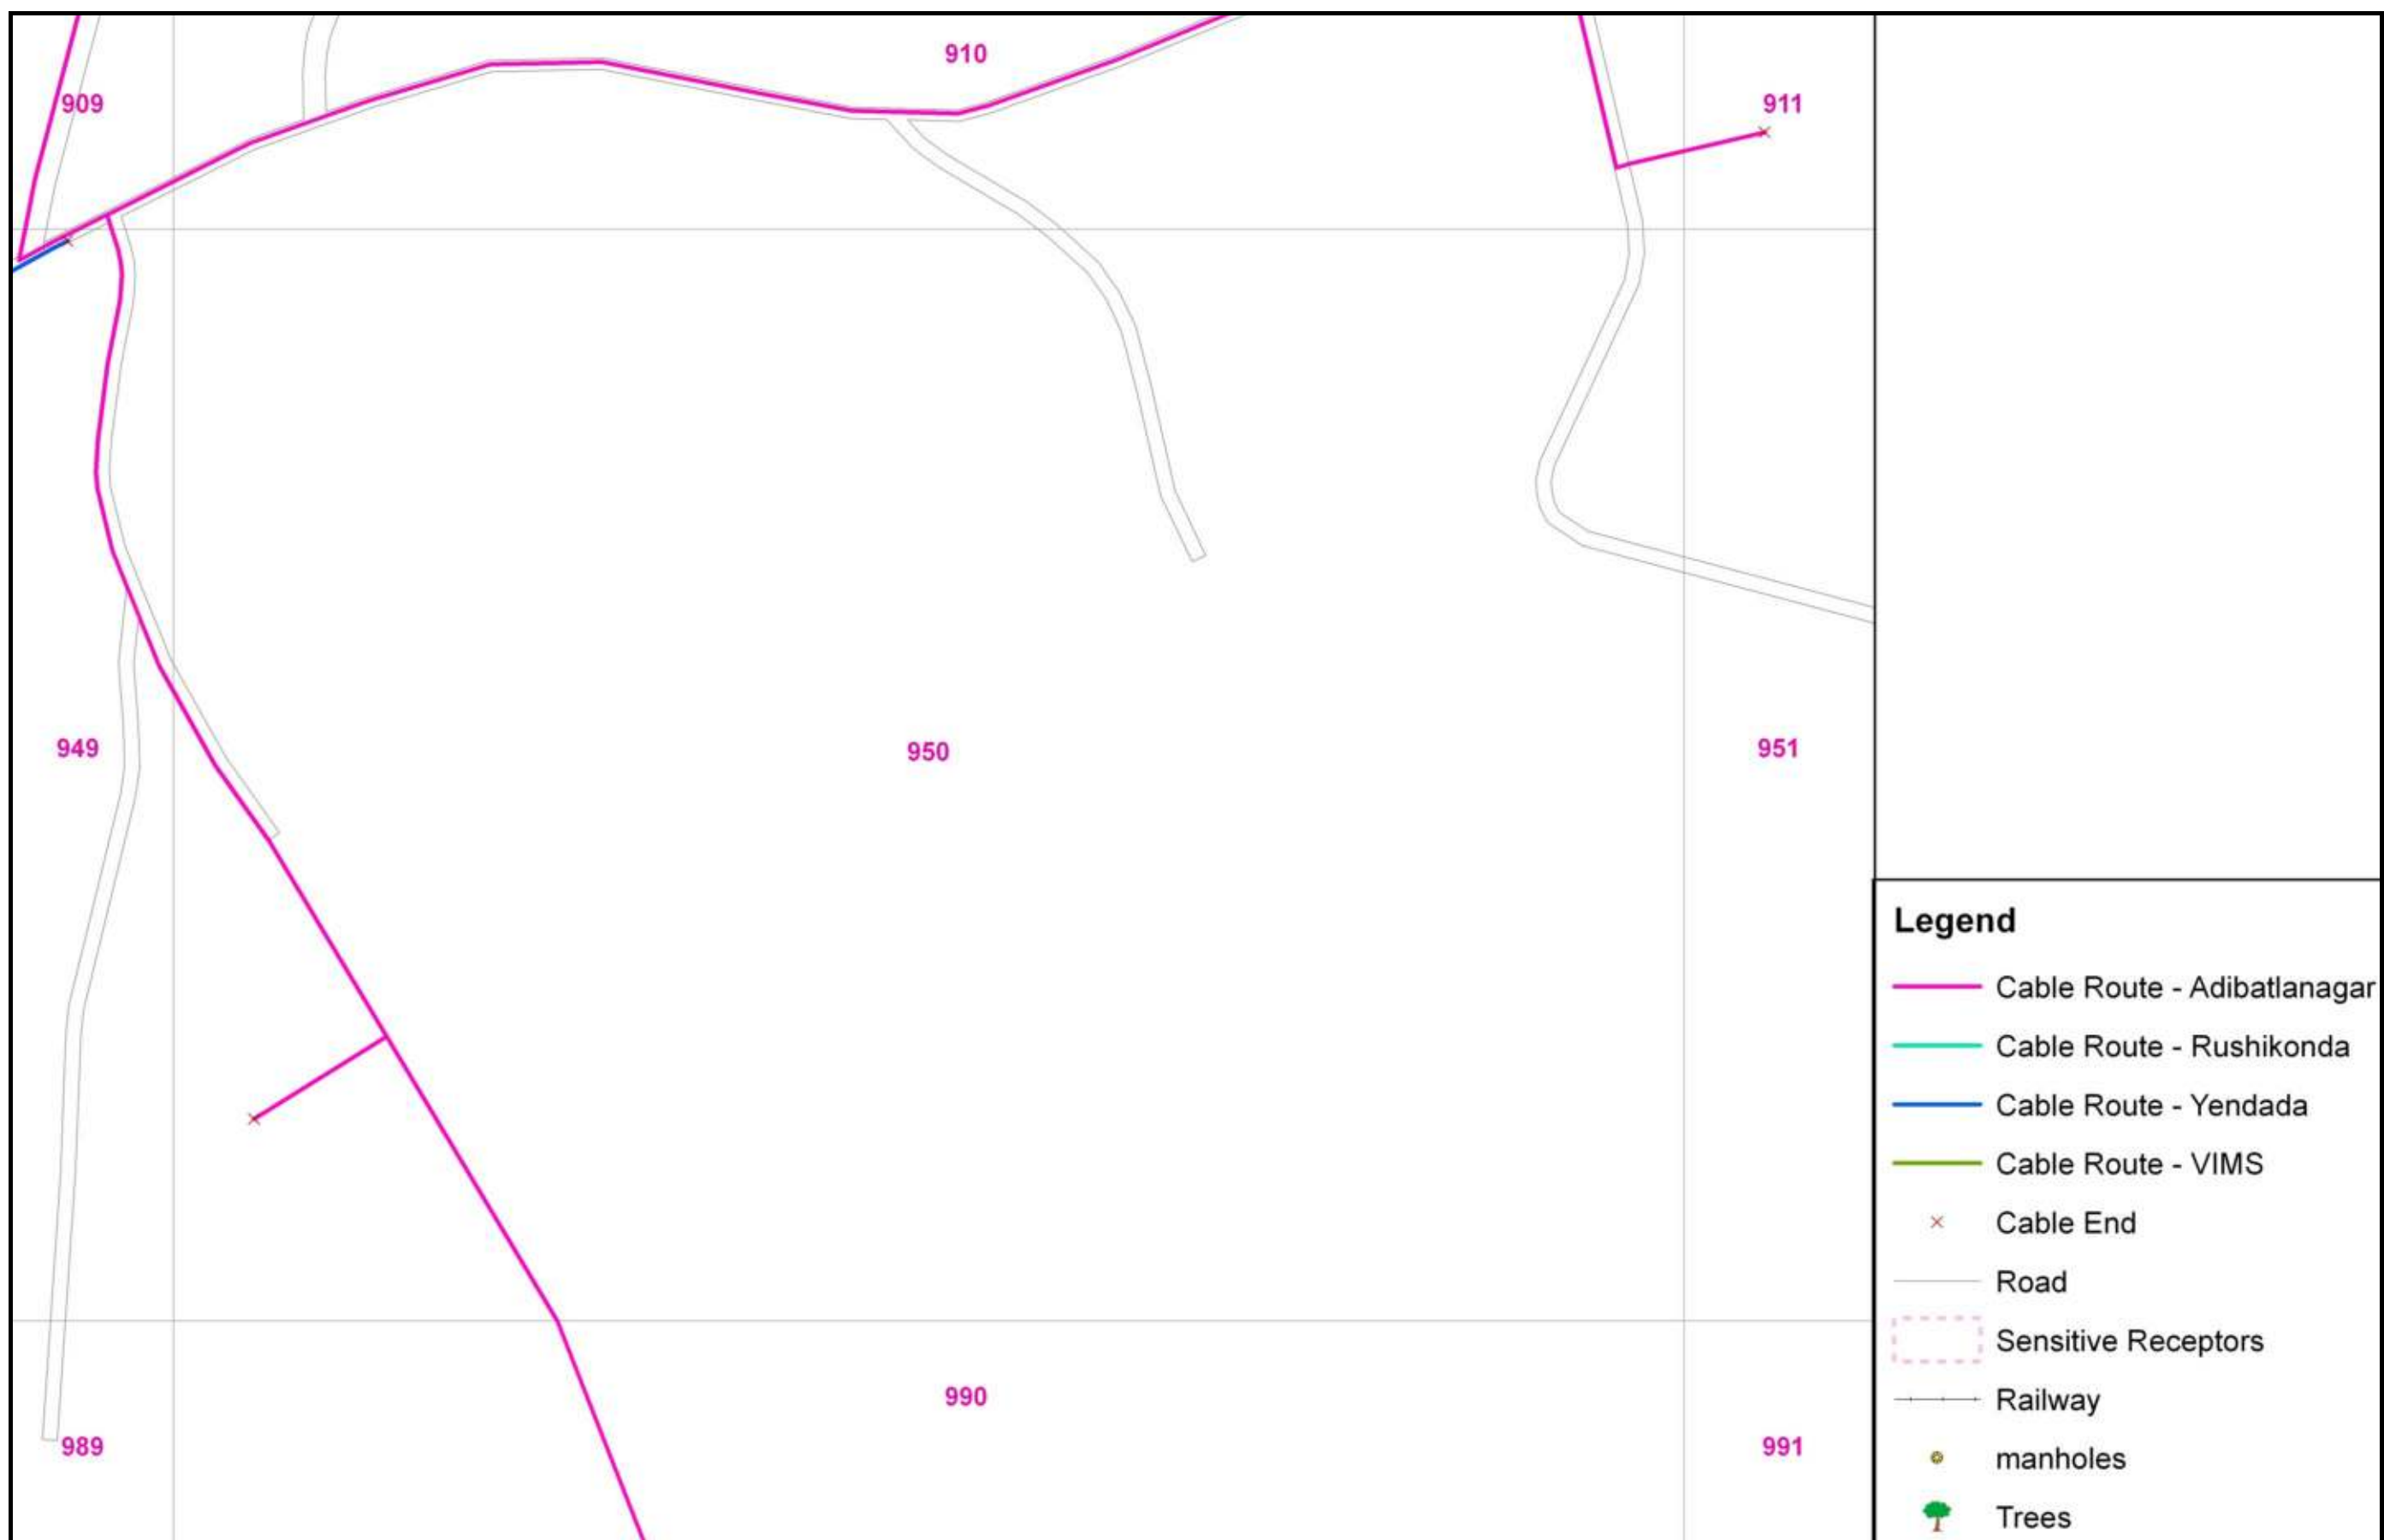 910
909
911
949
950
951
990
989
991
Legend
Cable Route - Adibatlanagar
Cable Route - Rushikonda
Cable Route - Yendada
Cable Route - VIMS
Cable End
Road
Sensitive Receptors
Railway
manholes
Trees